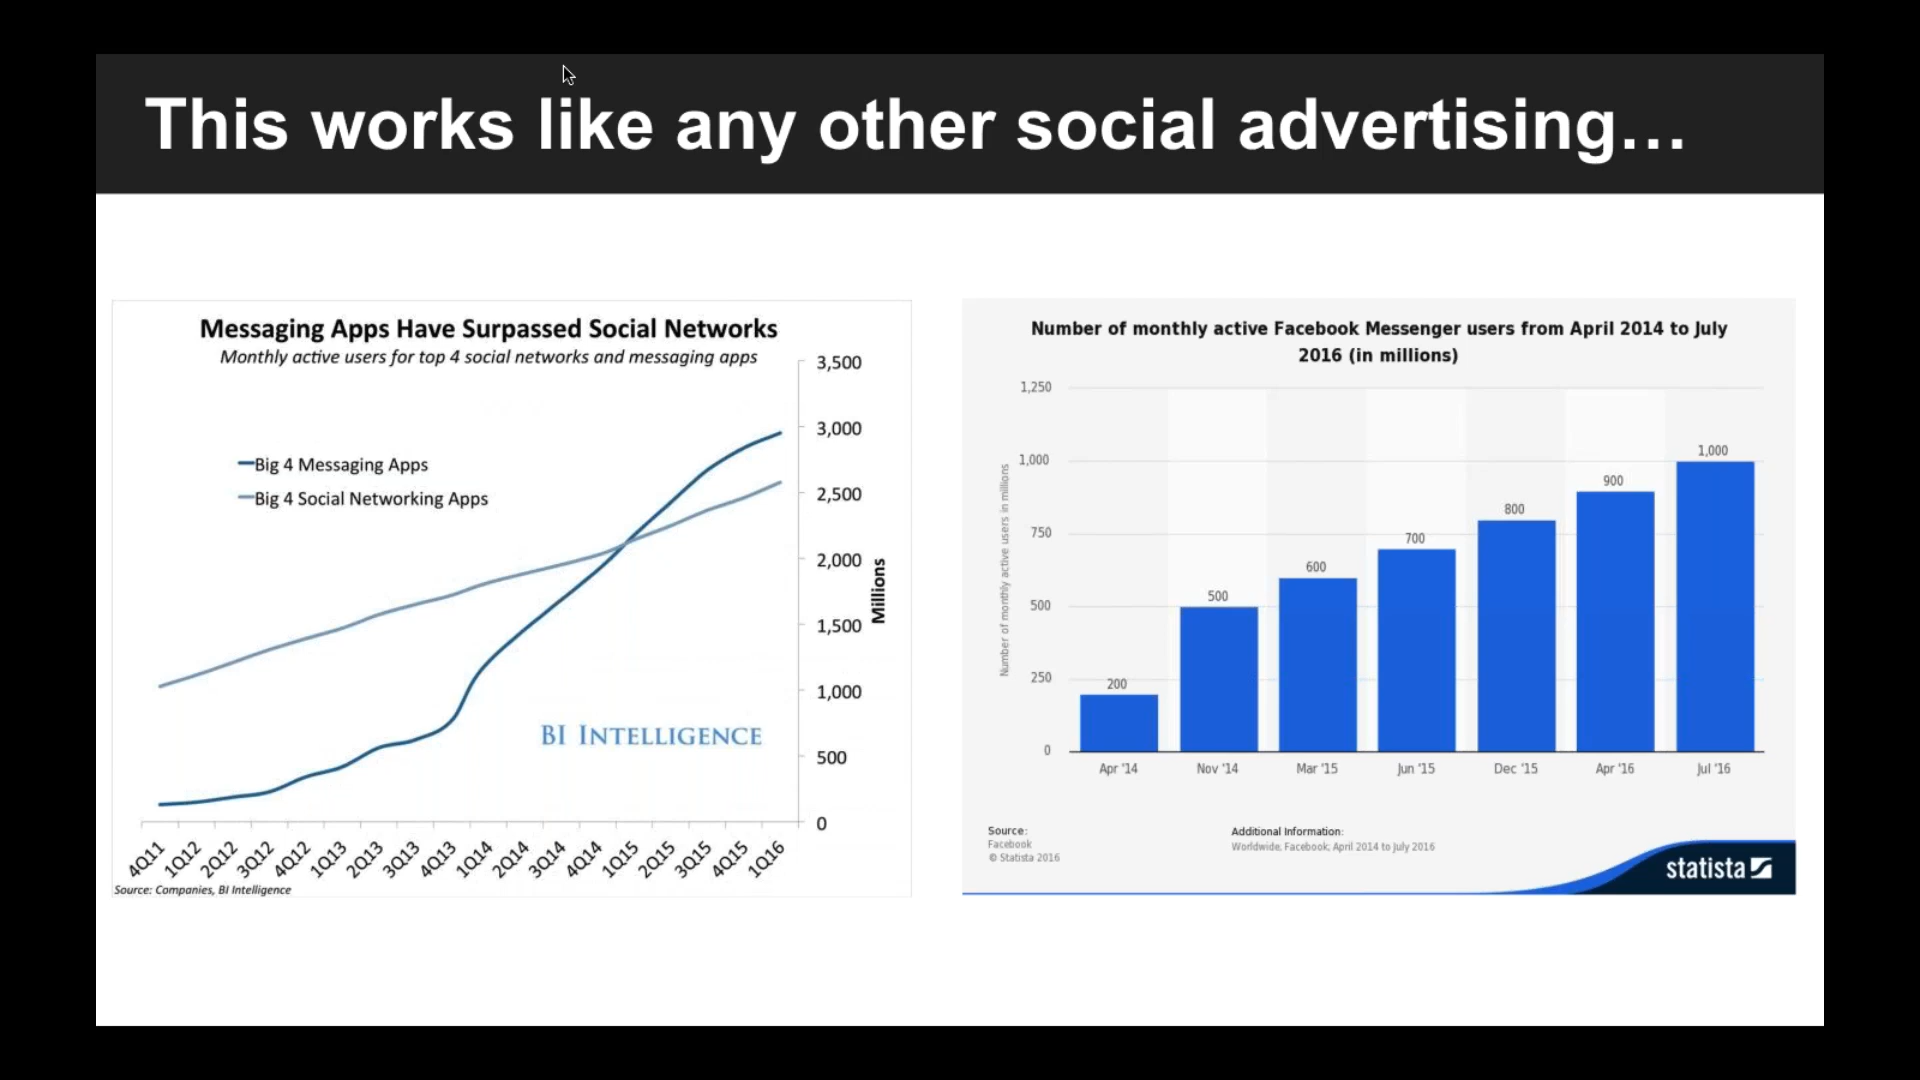 This works like any other social advertising...
Messaging Apps Have Surpassed Social Networks
Monthly active users for top 4 social networks and messaging apps
3,500
3,000
2,500
2,000
1,500
1,000
500
0
Millions
Big 4 Messaging Apps
Big 4 Social Networking Apps
BI INTELLIGENCE
4Q11
1Q12
2Q12
3Q12
4Q12
1Q13
2Q13
3Q13
4Q13
1Q14
2Q14
3Q14
4Q14
1Q15
2Q15
3Q15
4Q15
1Q16
Source: Companies, BI Intelligence
Number of monthly active Facebook Messenger users from April 2014 to July
2016 (in millions)
Number of monthly active users in millions
1,250
1,000
750
500
250
0
200
500
600
700
800
900
1,000
Apr '14
Nov '14
Mar '15
Jun '15
Dec '15
Apr '16
Jul '16
Source:
Facebook
© Statista 2016
Additional Information:
Worldwide; Facebook; April 2014 to July 2016
statista